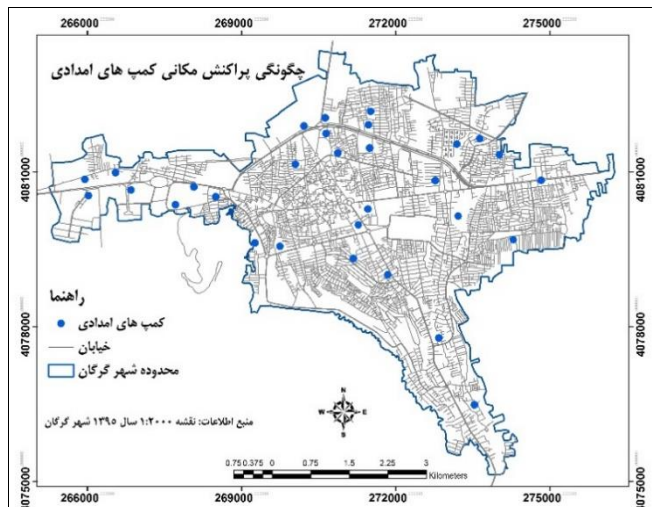 266000 269000 272000 275000
چگونگی پراکنش مکانی کمپ های امدادی
4081000 4081000
راهنما
کمپ های امدادی
4078000 4078000
خیابان
محدوده شهر گرگان
N
W E
S
منبع اطلاعات: نقشه ۱:۲۰۰۰ سال ۱۳۹۵ شهر گرگان
0.75 0.375 0 0.75 1.5 2.25 3
Kilometers
4075000 4075000
266000 269000 272000 275000